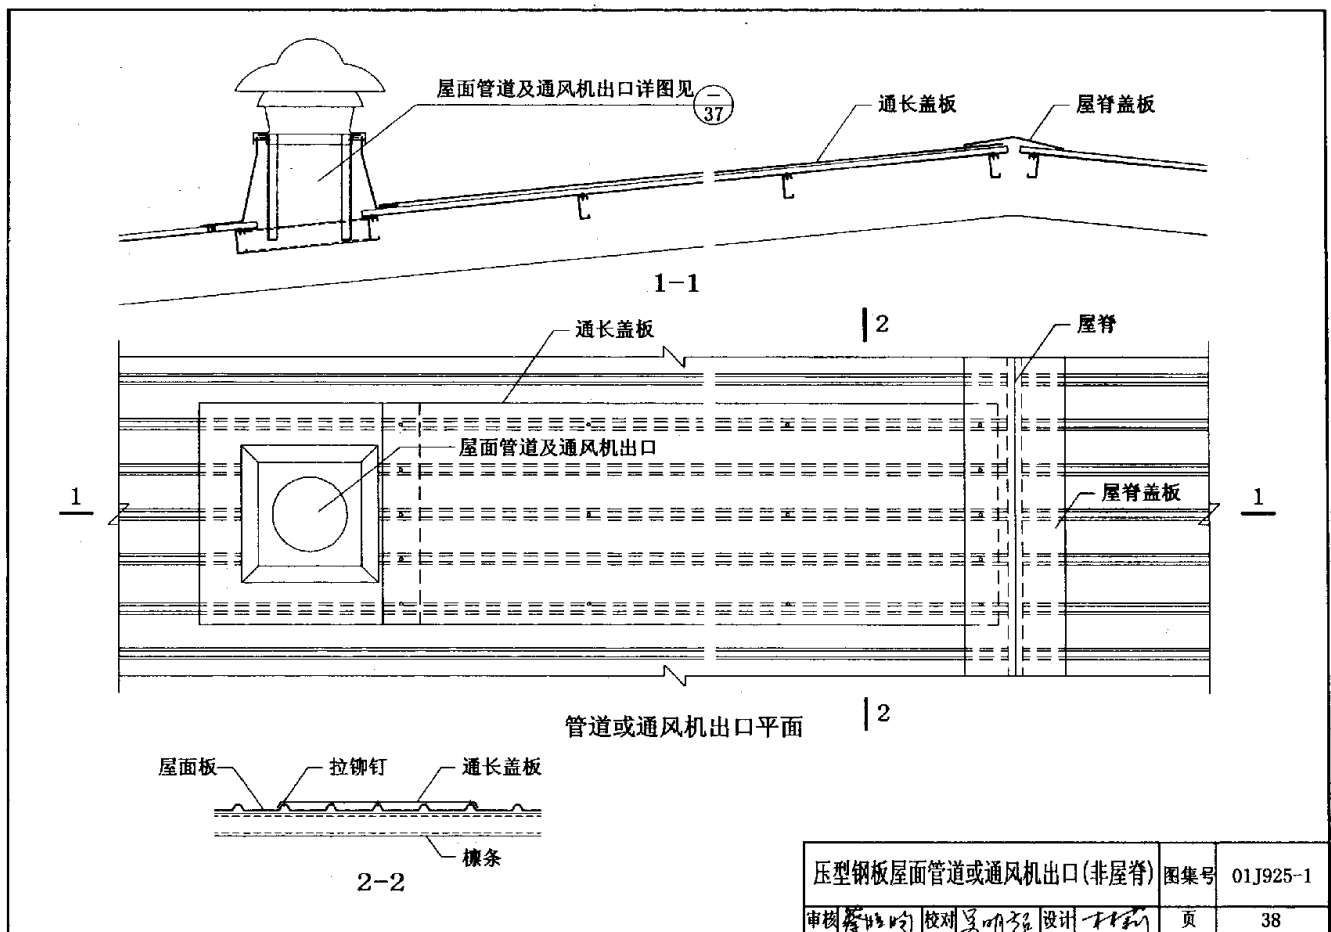 屋面管道及通风机出口详图见
一
37
通长盖板
屋脊盖板
1-1
2
通长盖板
屋脊
屋面管道及通风机出口
屋脊盖板
1
1
管道或通风机出口平面
2
屋面板
拉铆钉
通长盖板
檩条
2-2
压型钢板屋面管道或通风机出口(非屋脊)
图集号
01J925-1
审核
校对
设计
页
38